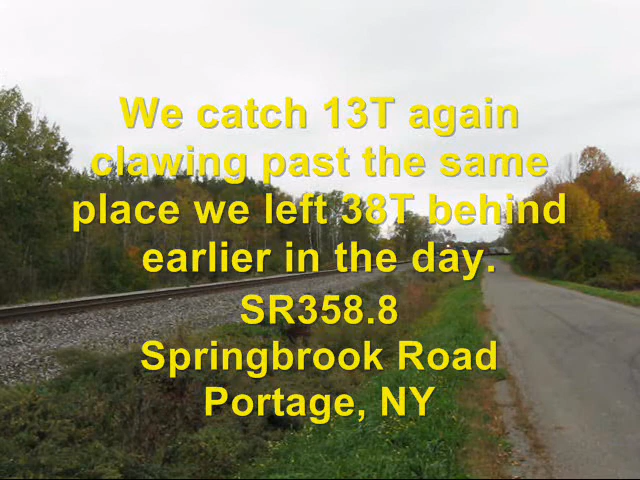 We catch 13T again
clawing past the same
place we left 38T behind
earlier in the day.
SR358.8
Springbrook Road
Portage, NY